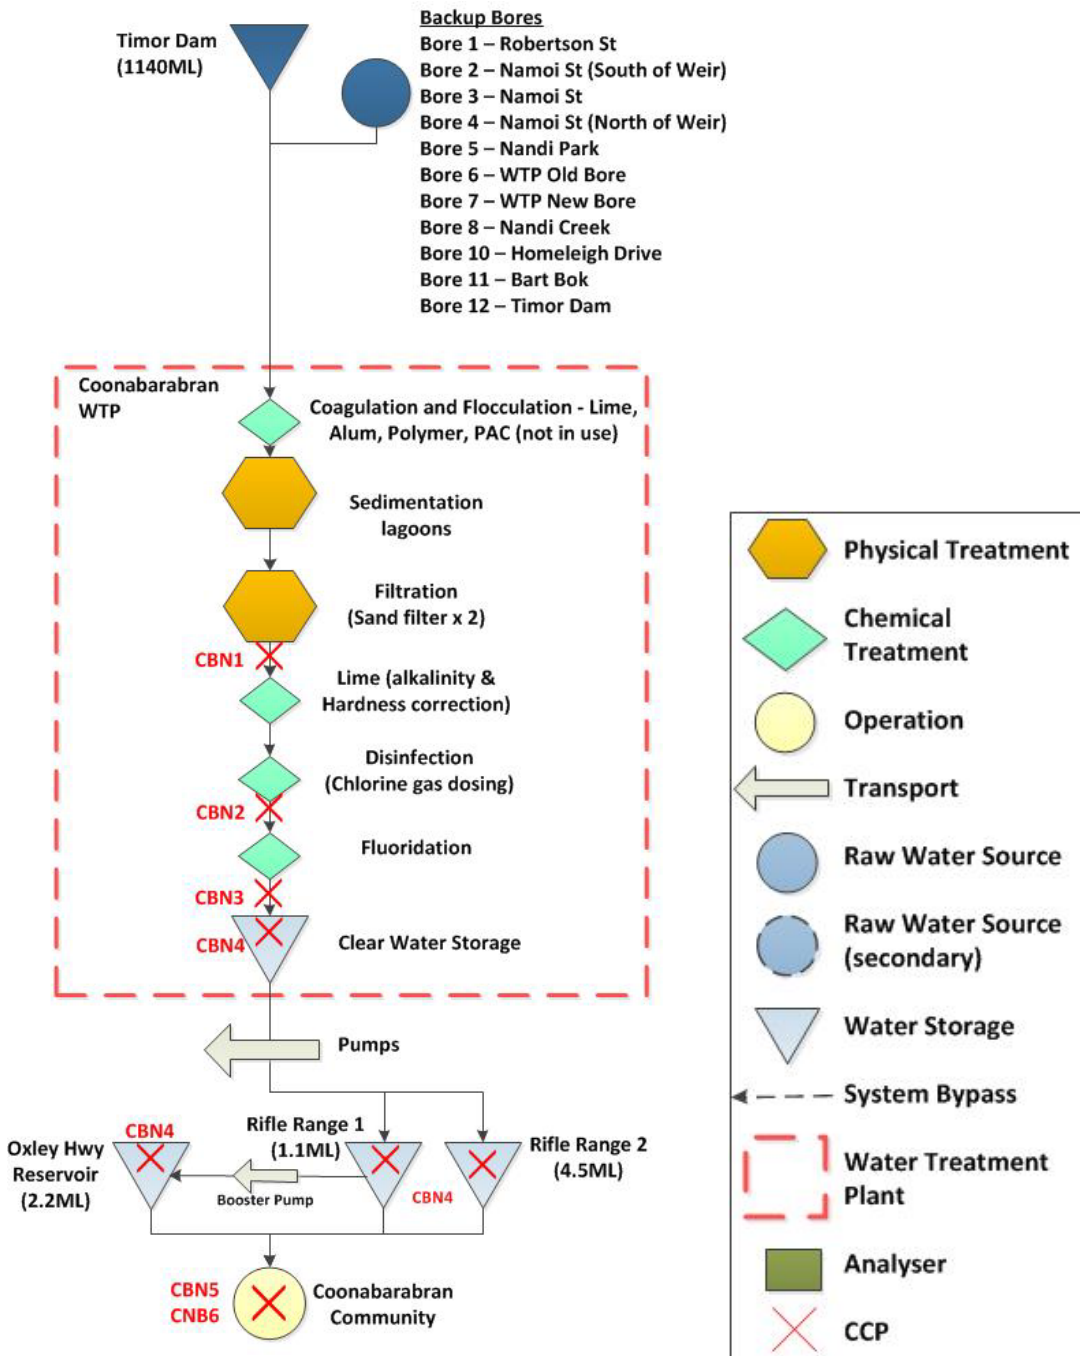 Timor Dam
(1140ML)
Backup Bores
Bore 1 – Robertson St
Bore 2 – Namoi St (South of Weir)
Bore 3 – Namoi St
Bore 4 – Namoi St (North of Weir)
Bore 5 – Nandi Park
Bore 6 – WTP Old Bore
Bore 7 – WTP New Bore
Bore 8 – Nandi Creek
Bore 10 – Homeleigh Drive
Bore 11 – Bart Bok
Bore 12 – Timor Dam
Coonabarabran
WTP
Coagulation and Flocculation - Lime,
Alum, Polymer, PAC (not in use)
Sedimentation
lagoons
Filtration
(Sand filter x 2)
CBN1
Lime (alkalinity &
Hardness correction)
Disinfection
(Chlorine gas dosing)
CBN2
Fluoridation
CBN3
CBN4
Clear Water Storage
Pumps
Oxley Hwy
Reservoir
(2.2ML)
CBN4
Booster Pump
Rifle Range 1
(1.1ML)
CBN4
Rifle Range 2
(4.5ML)
CBN5
CNB6
Coonabarabran
Community
Physical Treatment
Chemical
Treatment
Operation
Transport
Raw Water Source
Raw Water Source
(secondary)
Water Storage
System Bypass
Water Treatment
Plant
Analyser
CCP